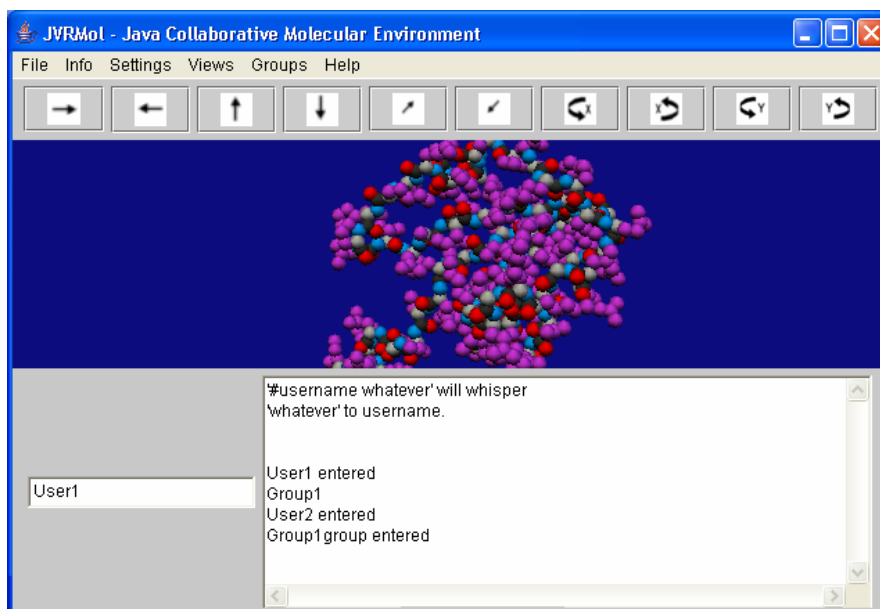 JVRMol - Java Collaborative Molecular Environment
File Info Settings Views Groups Help
X X Y Y
'#username whatever' will whisper
'whatever' to username.
User1 entered
Group1
User2 entered
Group1group entered
User1